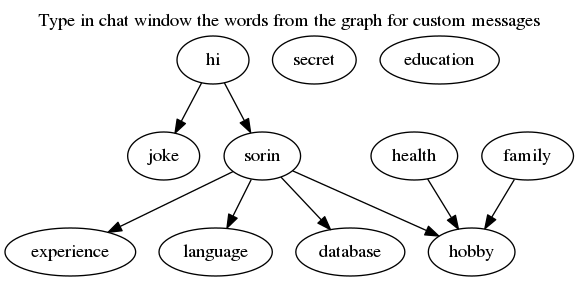 Type in chat window the words from the graph for custom messages
hi
secret
education
joke
sorin
health
family
experience
language
database
hobby